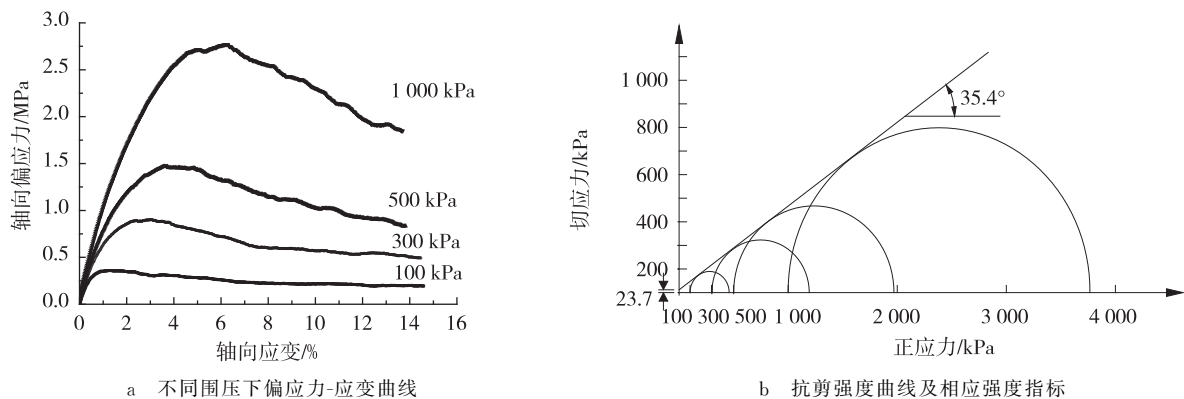 3.0
2.5
2.0
1.5
1.0
0.5
0.0
轴向偏应力/MPa
1 000 kPa
500 kPa
300 kPa
100 kPa
0 2 4 6 8 10 12 14 16
轴向应变/%
a 不同围压下偏应力-应变曲线
1 000
800
600
400
200
23.7
切应力/kPa
35.4°
100 300 500 1 000 2 000 3 000 4 000
正应力/kPa
b 抗剪强度曲线及相应强度指标